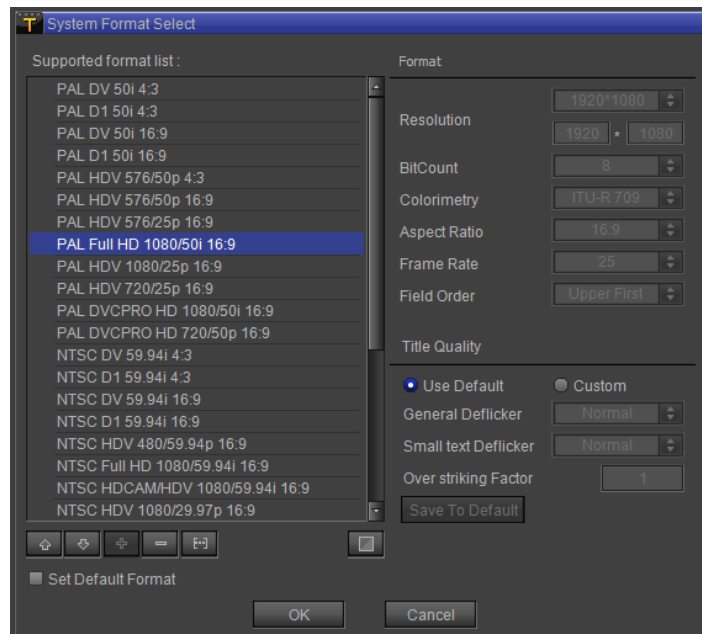 T System Format Select
Supported format list :
PAL DV 50i 4:3
PAL D1 50i 4:3
PAL DV 50i 16:9
PAL D1 50i 16:9
PAL HDV 576/50p 4:3
PAL HDV 576/50p 16:9
PAL HDV 576/25p 16:9
PAL Full HD 1080/50i 16:9
PAL HDV 1080/25p 16:9
PAL HDV 720/25p 16:9
PAL DVCPRO HD 1080/50i 16:9
PAL DVCPRO HD 720/50p 16:9
NTSC DV 59.94i 4:3
NTSC D1 59.94i 4:3
NTSC DV 59.94i 16:9
NTSC D1 59.94i 16:9
NTSC HDV 480/59.94p 16:9
NTSC Full HD 1080/59.94i 16:9
NTSC HDCAM/HDV 1080/59.94i 16:9
NTSC HDV 1080/29.97p 16:9
Set Default Format
Format
Resolution 1920*1080
1920 * 1080
BitCount 8
Colorimetry ITU-R 709
Aspect Ratio 16:9
Frame Rate 25
Field Order Upper First
Title Quality
Use Default Custom
General Deflicker Normal
Small text Deflicker Normal
Over striking Factor 1
Save To Default
OK Cancel